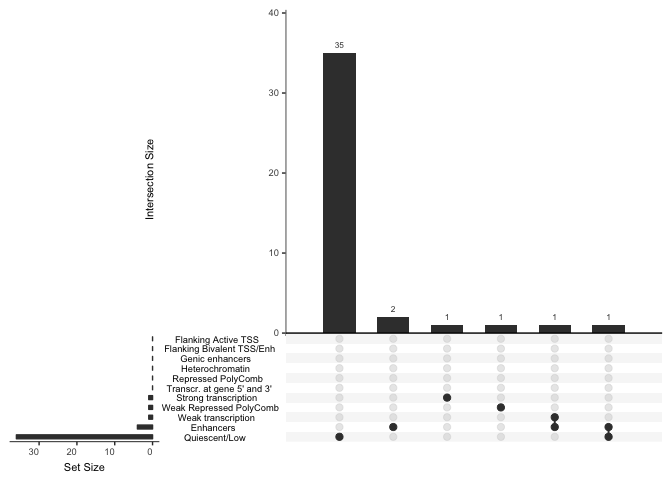 40
35
30
Intersection Size
20
10
2
1
1
1
1
0
Flanking Active TSS
Flanking Bivalent TSS/Enh
Genic enhancers
Heterochromatin
Repressed PolyComb
Transcr. at gene 5' and 3'
Strong transcription
Weak Repressed PolyComb
Weak transcription
Enhancers
Quiescent/Low
30 20 10 0
Set Size